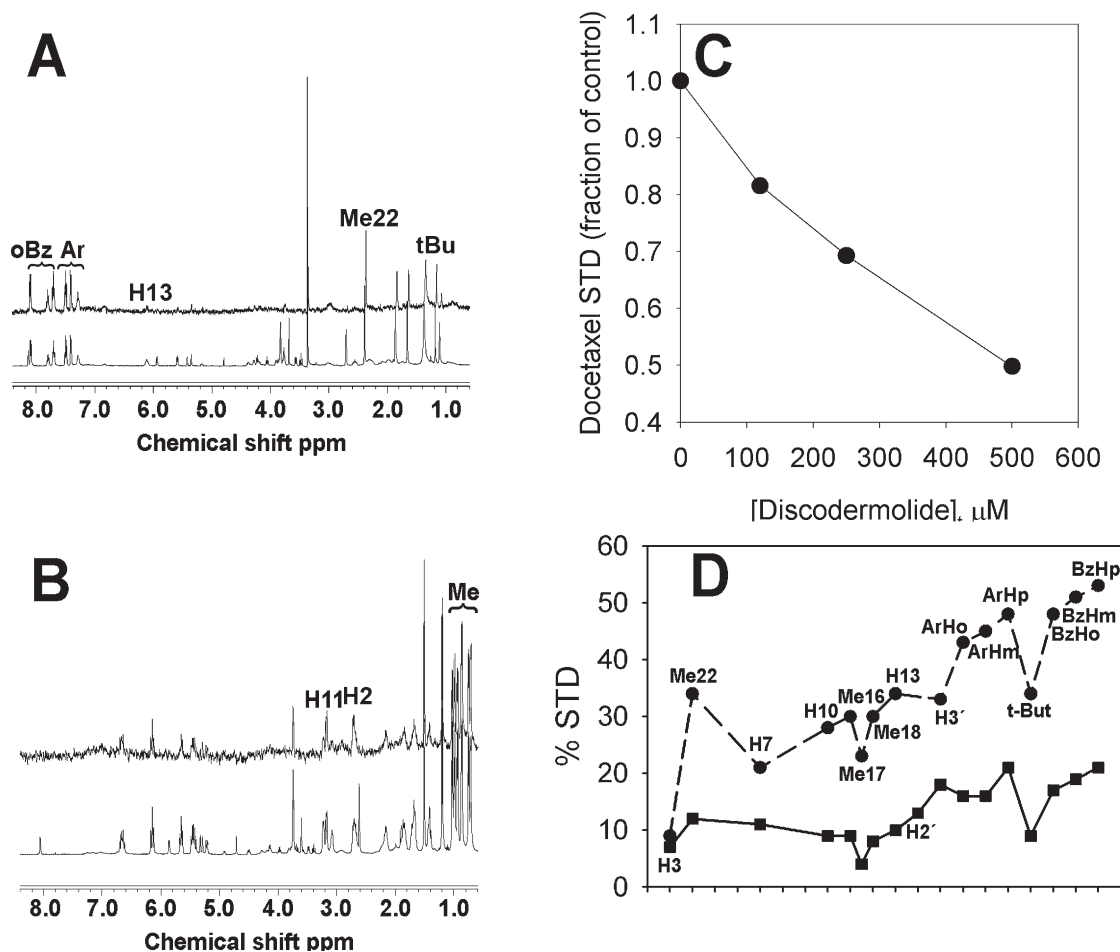 A
oBz Ar
H13
Me22
tBu
8.0 7.0 6.0 5.0 4.0 3.0 2.0 1.0
Chemical shift ppm
B
H11 H2
Me
8.0 7.0 6.0 5.0 4.0 3.0 2.0 1.0
Chemical shift ppm
C
Docetaxel STD (fraction of control)
1.1
1.0
0.9
0.8
0.7
0.6
0.5
0.4
0 100 200 300 400 500 600
[Discodermolide], μM
D
% STD
60
50
40
30
20
10
0
H3
Me22
H7
H10
Me16
Me17
Me18
H13
H2´
H3´
ArHo
ArHm
ArHp
t-But
BzHo
BzHm
BzHp